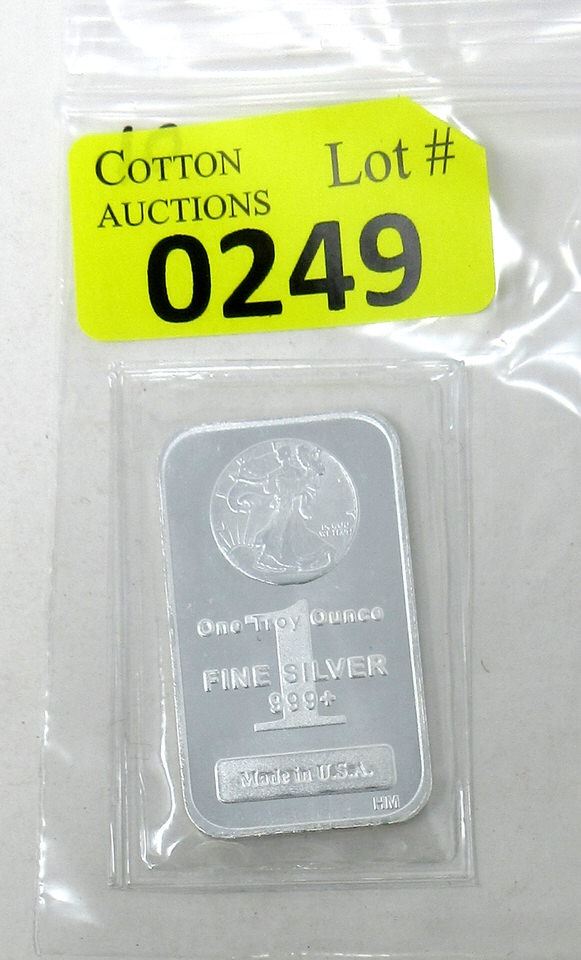 COTTON
AUCTIONS
Lot #
0249
One Troy Ounce
1
FINE SILVER
999+
Made in U.S.A.
HM